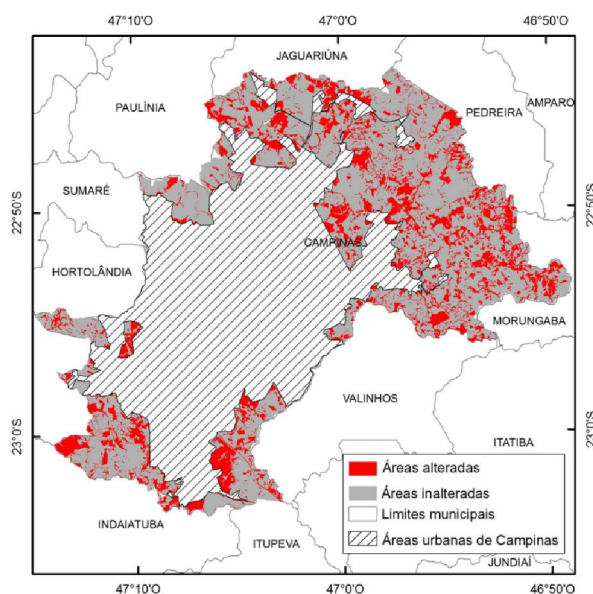 47°10'O 47°0'O 46°50'O
JAGUARIÚNA
PAULÍNIA
PEDREIRA
AMPARO
SUMARÉ
22°50'S
22°50'S
CAMPINAS
HORTOLÂNDIA
MORUNGABA
VALINHOS
23°0'S
23°0'S
ITATIBA
Áreas alteradas
Áreas inalteradas
Limites municipais
Áreas urbanas de Campinas
INDAIATUBA
ITUPEVA
JUNDIAÍ
47°10'O 47°0'O 46°50'O